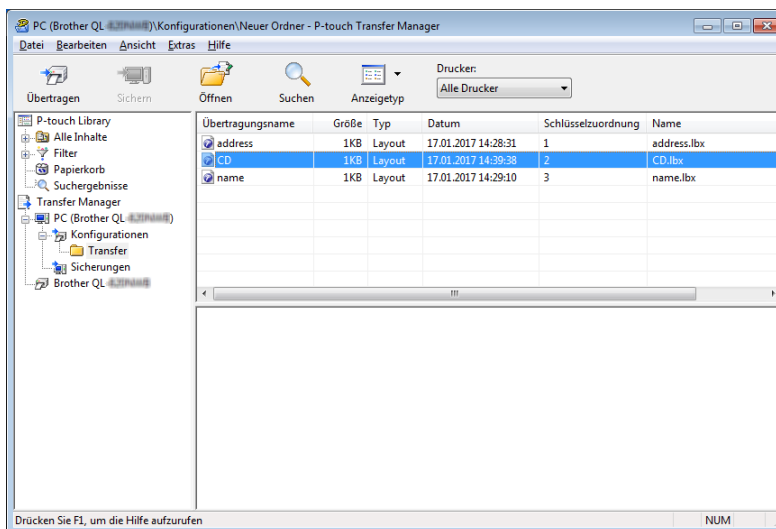 PC (Brother QL-)\Konfigurationen\Neuer Ordner - P-touch Transfer Manager
Datei Bearbeiten Ansicht Extras Hilfe
Drucker:
Alle Drucker
Übertragen Sichern Öffnen Suchen Anzeigetyp
P-touch Library
Alle Inhalte
Filter
Papierkorb
Suchergebnisse
Transfer Manager
PC (Brother QL-)
Konfigurationen
Transfer
Sicherungen
Brother QL
Übertragungsname Größe Typ Datum Schlüsselzuordnung Name
address 1KB Layout 17.01.2017 14:28:31 1 address.lbx
CD 1KB Layout 17.01.2017 14:39:38 2 CD.lbx
name 1KB Layout 17.01.2017 14:29:10 3 name.lbx
Drücken Sie F1, um die Hilfe aufzurufen
NUM